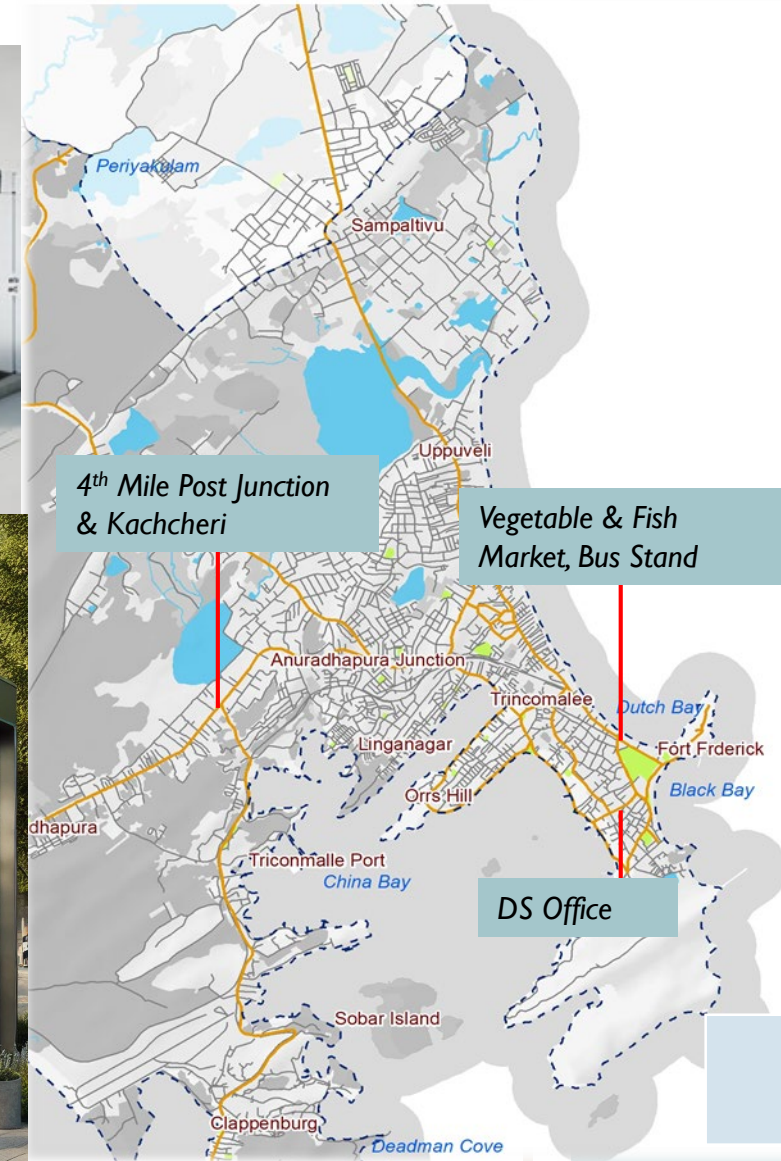 Periyakulam
Sampaltivu
Uppuveli
4th Mile Post Junction
& Kachcheri
Vegetable & Fish
Market, Bus Stand
Anuradhapura Junction
Trincomalee
Dutch Bay
Linganagar
Fort Frderick
Orrs Hill
Black Bay
dhapura
Triconmalle Port
China Bay
DS Office
Sobar Island
Clappenburg
Deadman Cove